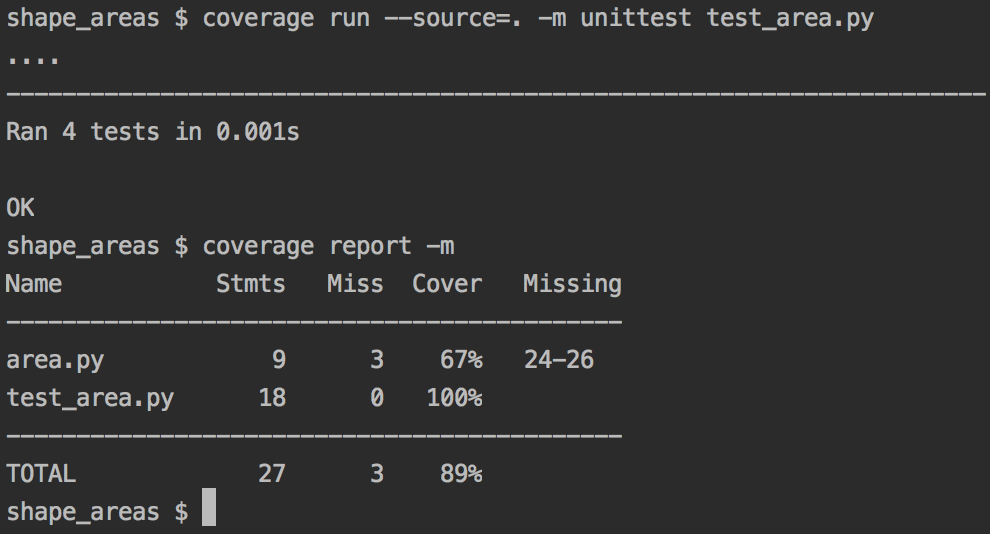 shape_areas $ coverage run --source=. -m unittest test_area.py
....
----------------------------------------------------------------------
Ran 4 tests in 0.001s

OK
shape_areas $ coverage report -m
Name           Stmts   Miss  Cover   Missing
--------------------------------------------
area.py            9      3    67%   24-26
test_area.py      18      0   100%
--------------------------------------------
TOTAL             27      3    89%
shape_areas $